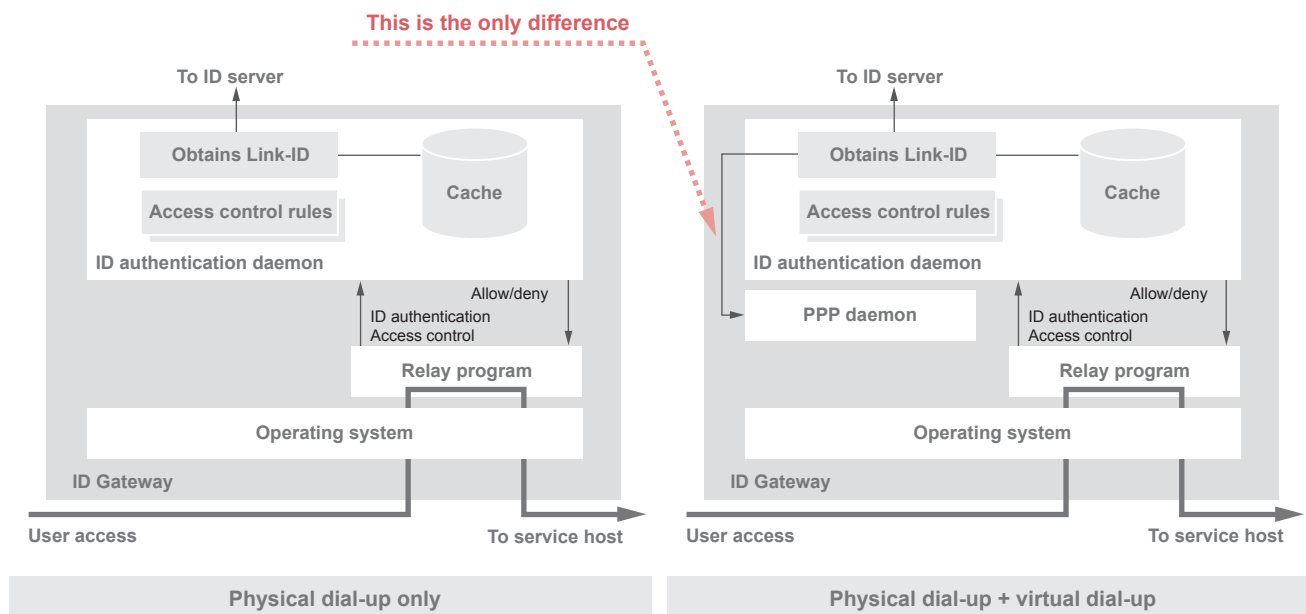 This is the only difference
To ID server
Obtains Link-ID
Cache
Access control rules
ID authentication daemon
Allow/deny
ID authentication
Access control
Relay program
Operating system
ID Gateway
User access
To service host
Physical dial-up only
To ID server
Obtains Link-ID
Cache
Access control rules
ID authentication daemon
Allow/deny
PPP daemon
ID authentication
Access control
Relay program
Operating system
ID Gateway
User access
To service host
Physical dial-up + virtual dial-up